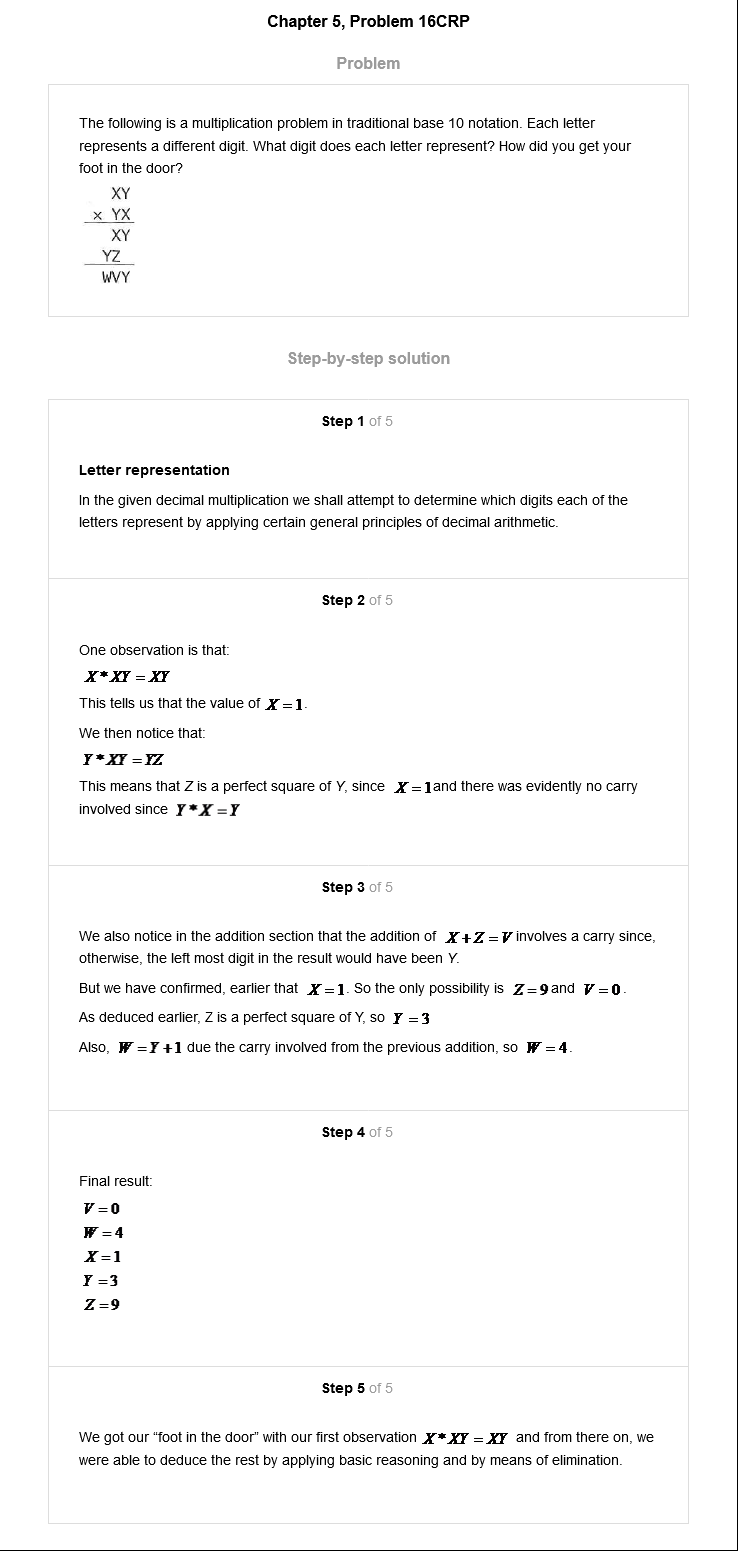 Chapter 5, Problem 16CRP
Problem
The following is a multiplication problem in traditional base 10 notation. Each letter
represents a different digit. What digit does each letter represent? How did you get your
foot in the door?
XY
x YX
XY
YZ
WVY
Step-by-step solution
Step 1 of 5
Letter representation
In the given decimal multiplication we shall attempt to determine which digits each of the
letters represent by applying certain general principles of decimal arithmetic.
Step 2 of 5
One observation is that:
X * XY = XY
This tells us that the value of X = 1.
We then notice that:
Y * XY = YZ
This means that Z is a perfect square of Y, since X = 1and there was evidently no carry
involved since Y * X = Y
Step 3 of 5
We also notice in the addition section that the addition of X + Z = V involves a carry since,
otherwise, the left most digit in the result would have been Y.
But we have confirmed, earlier that X = 1. So the only possibility is Z = 9 and V = 0.
As deduced earlier, Z is a perfect square of Y, so Y = 3
Also, W = Y + 1 due the carry involved from the previous addition, so W = 4.
Step 4 of 5
Final result:
V = 0
W = 4
X = 1
Y = 3
Z = 9
Step 5 of 5
We got our “foot in the door” with our first observation X * XY = XY and from there on, we
were able to deduce the rest by applying basic reasoning and by means of elimination.